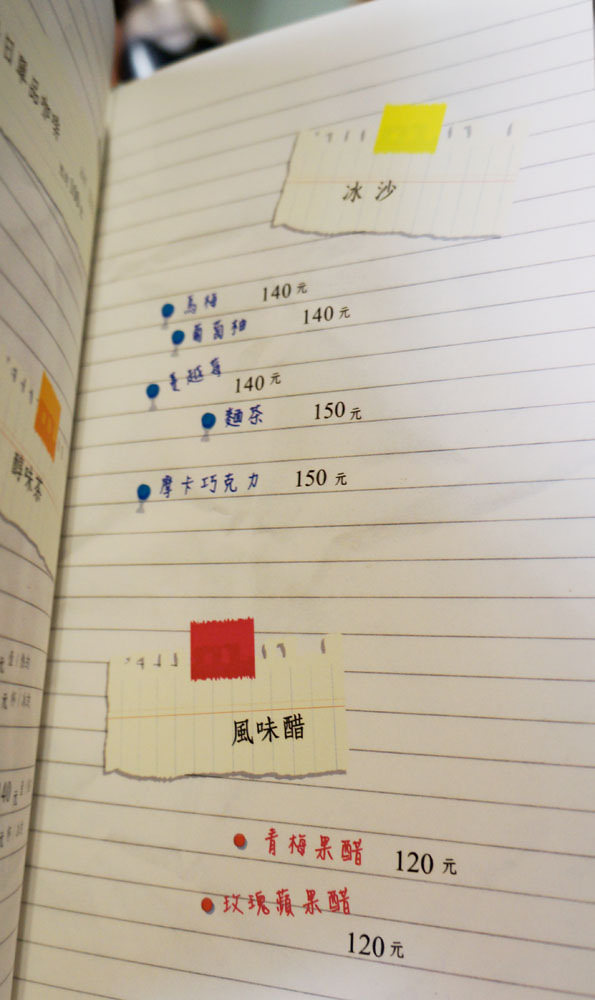 冰沙
烏梅 140元
葡萄柚 140元
蔓越莓 140元
麵茶 150元
摩卡巧克力 150元
風味醋
青梅果醋 120元
玫瑰蘋果醋
120元
醇味茶